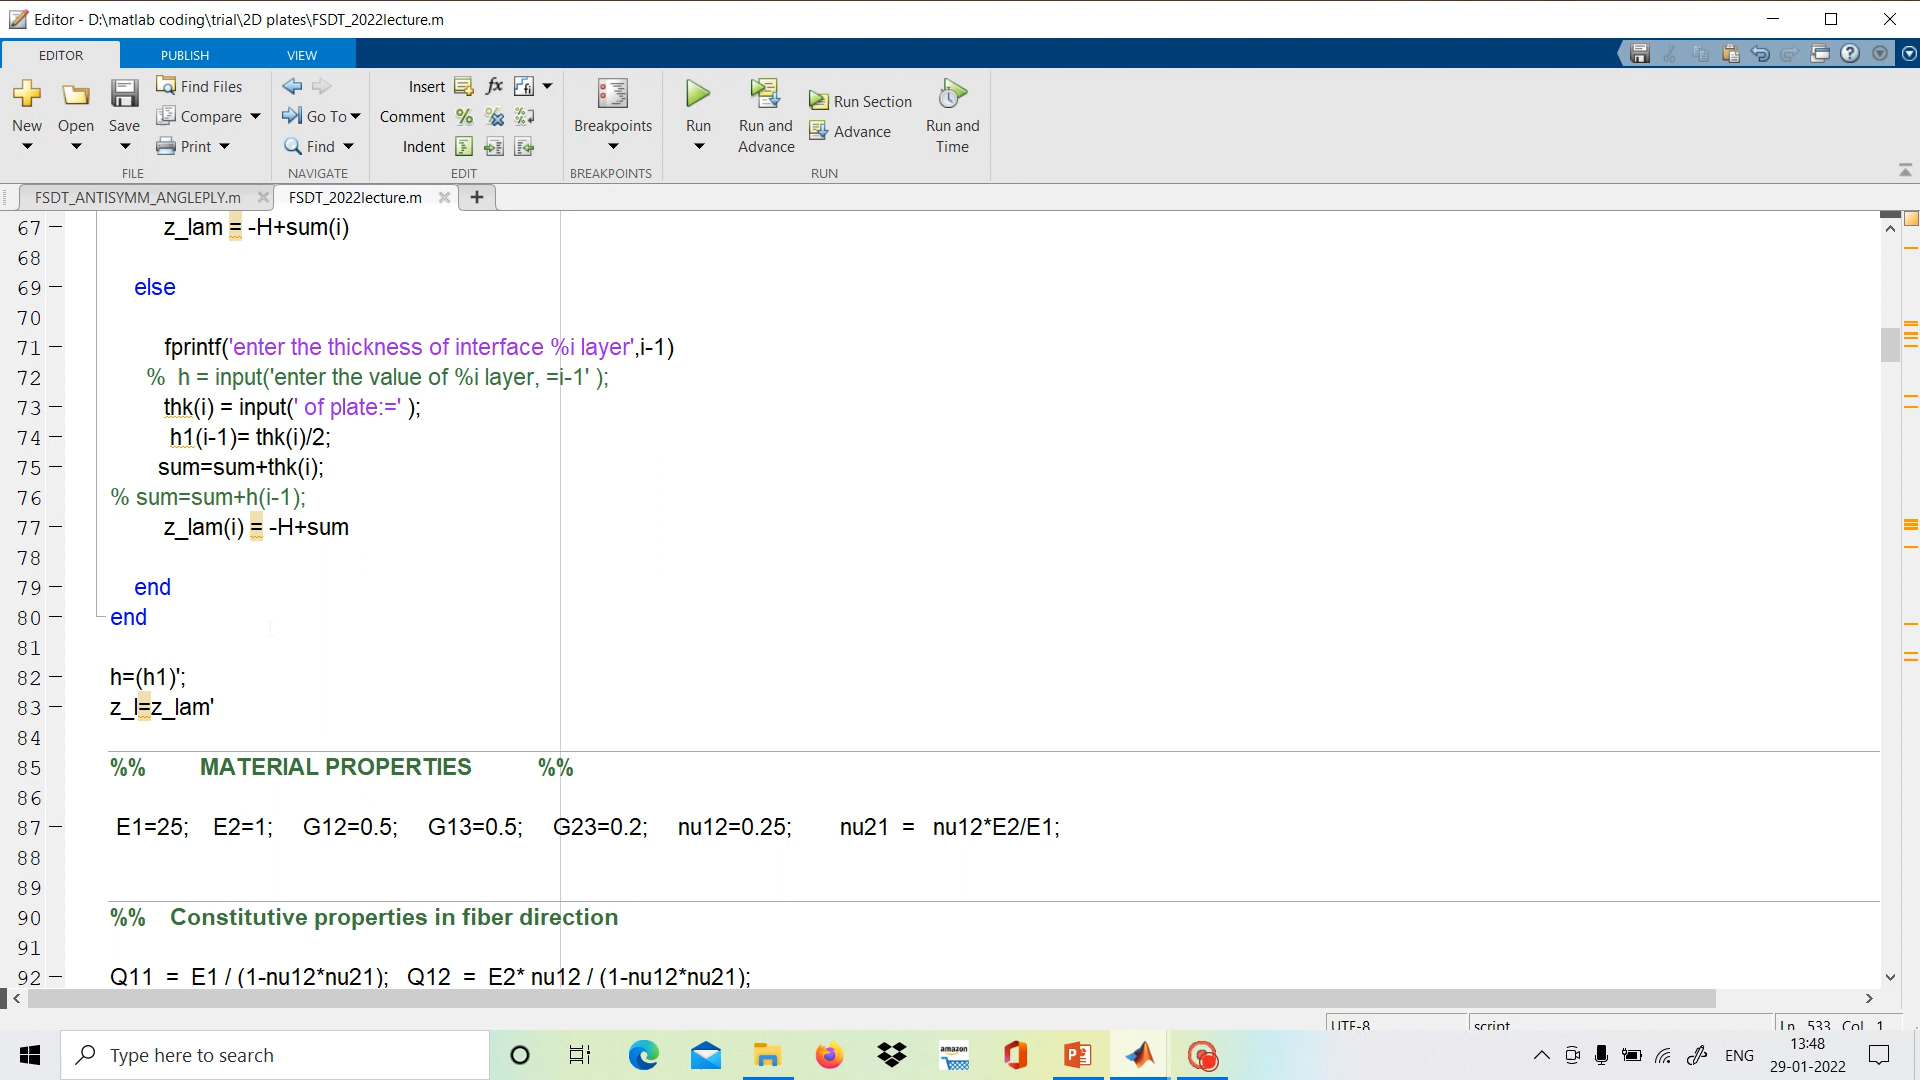 Editor - D:\matlab coding\trial\2D plates\FSDT_2022lecture.m
EDITOR PUBLISH VIEW
New Open Save Find Files Compare Print
Go To Find
Insert fx
Comment
Indent
Breakpoints
Run Run and Advance Run Section Advance Run and Time
FILE NAVIGATE EDIT BREAKPOINTS RUN
FSDT_ANTISYMM_ANGLEPLY.m FSDT_2022lecture.m
67 z_lam = -H+sum(i)
68
69 else
70
71 fprintf('enter the thickness of interface %i layer',i-1)
72 % h = input('enter the value of %i layer, =i-1' );
73 thk(i) = input(' of plate:=' );
74 h1(i-1)= thk(i)/2;
75 sum=sum+thk(i);
76 % sum=sum+h(i-1);
77 z_lam(i) = -H+sum
78
79 end
80 end
81
82 h=(h1)';
83 z_l=z_lam'
84
85 %% MATERIAL PROPERTIES %%
86
87 E1=25; E2=1; G12=0.5; G13=0.5; G23=0.2; nu12=0.25; nu21 = nu12*E2/E1;
88
89
90 %% Constitutive properties in fiber direction
91
92 Q11 = E1 / (1-nu12*nu21); Q12 = E2* nu12 / (1-nu12*nu21);
UTF-8 script Ln 533 Col 1
Type here to search
amazon
ENG
13:48
29-01-2022